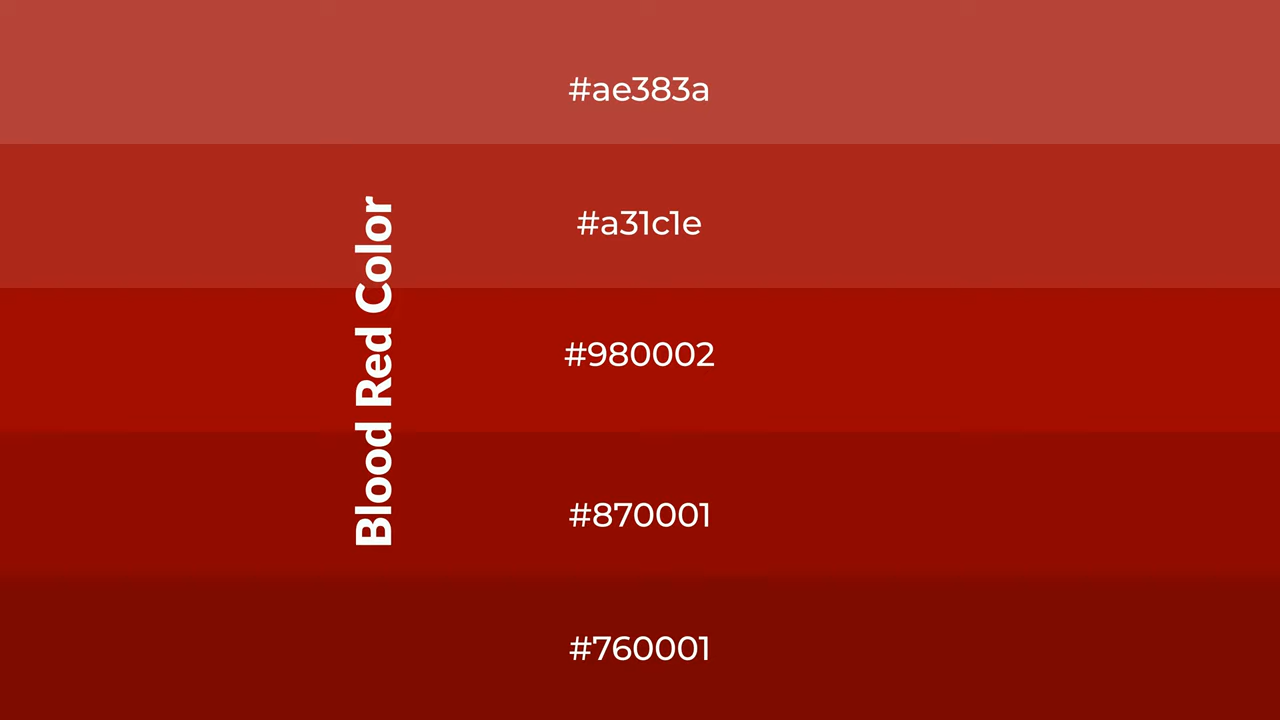 Blood Red Color
#ae383a
#a31c1e
#980002
#870001
#760001